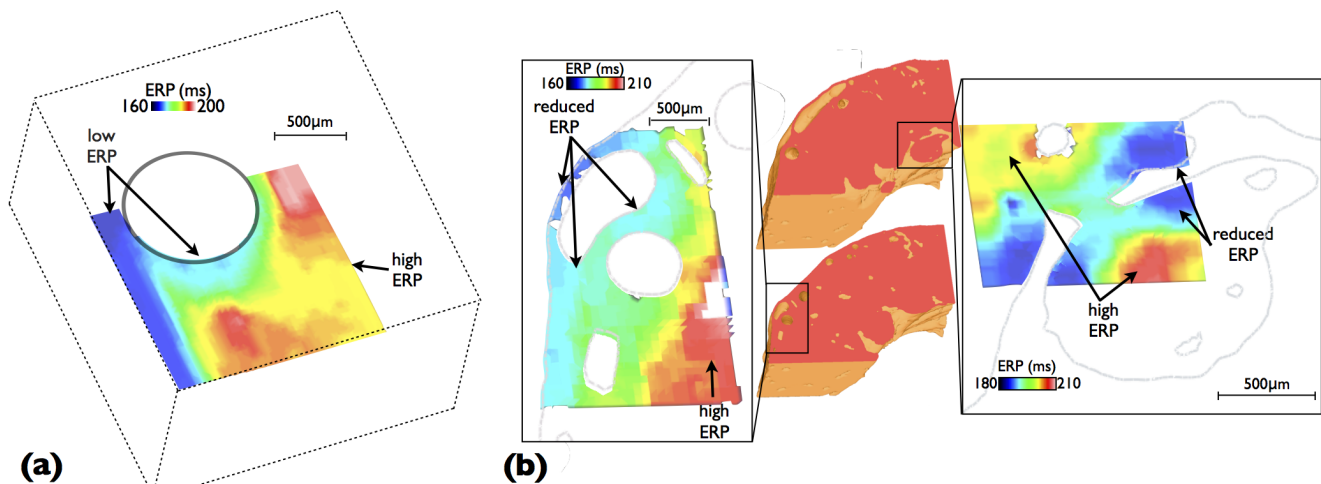 ERP (ms)
160 200
500μm
low
ERP
high
ERP
(a)
ERP (ms)
160 210
500μm
reduced
ERP
high
ERP
(b)
reduced
ERP
high
ERP
ERP (ms)
180 210
500μm